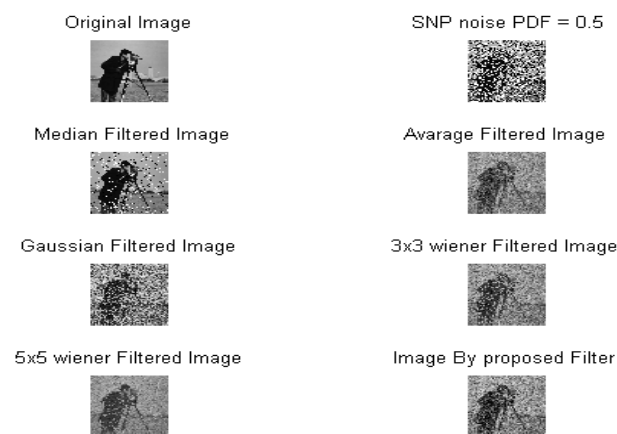 Original Image
SNP noise PDF = 0.5
Median Filtered Image
Avarage Filtered Image
Gaussian Filtered Image
3x3 wiener Filtered Image
5x5 wiener Filtered Image
Image By proposed Filter